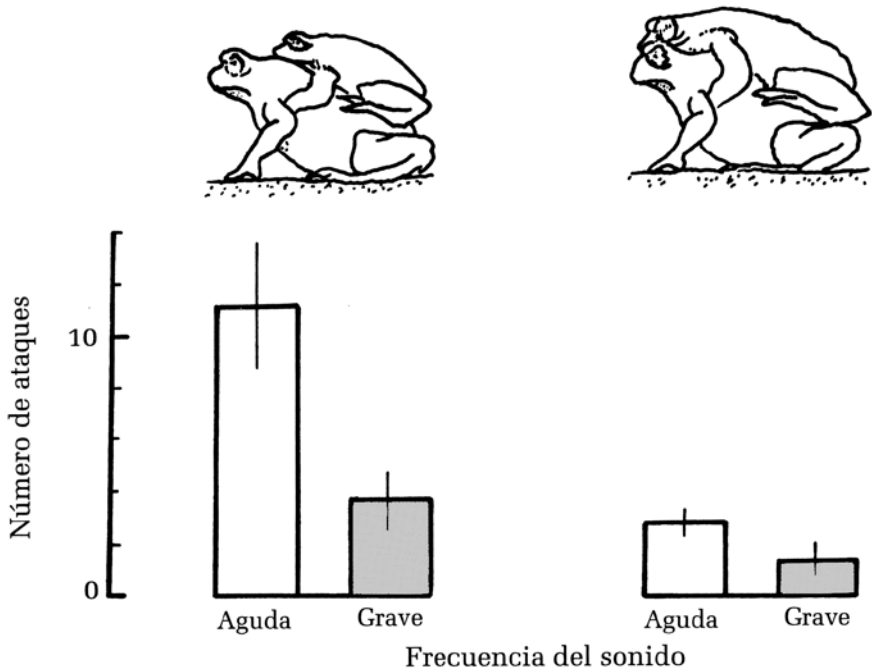 Número de ataques
10
0
Aguda
Grave
Aguda
Grave
Frecuencia del sonido